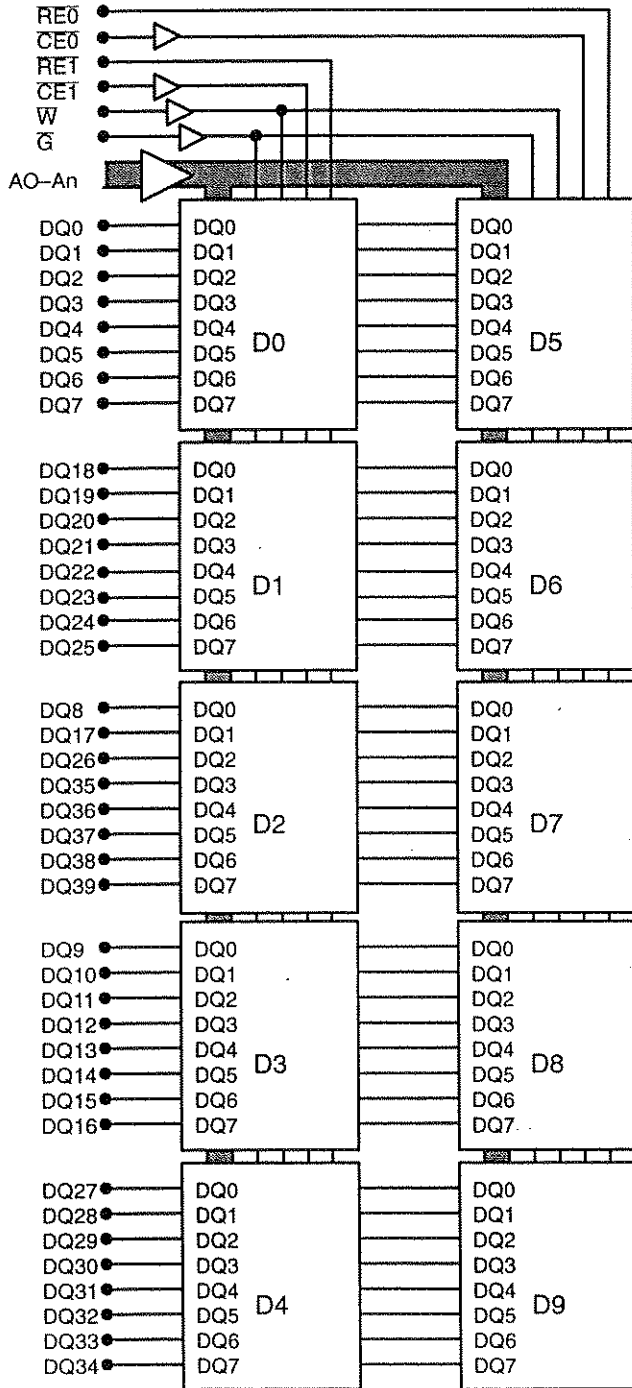 R̅E̅0̅
C̅E̅0̅
R̅E̅1̅
C̅E̅1̅
W̅
G̅
AO–An
DQ0 DQ0 DQ0
DQ1 DQ1 DQ1
DQ2 DQ2 DQ2
DQ3 DQ3 DQ3
DQ4 DQ4 DQ4
D0 D5
DQ5 DQ5 DQ5
DQ6 DQ6 DQ6
DQ7 DQ7 DQ7
DQ18 DQ0 DQ0
DQ19 DQ1 DQ1
DQ20 DQ2 DQ2
DQ21 DQ3 DQ3
DQ22 DQ4 DQ4
D1 D6
DQ23 DQ5 DQ5
DQ24 DQ6 DQ6
DQ25 DQ7 DQ7
DQ8 DQ0 DQ0
DQ17 DQ1 DQ1
DQ26 DQ2 DQ2
DQ35 DQ3 DQ3
DQ36 DQ4 DQ4
D2 D7
DQ37 DQ5 DQ5
DQ38 DQ6 DQ6
DQ39 DQ7 DQ7
DQ9 DQ0 DQ0
DQ10 DQ1 DQ1
DQ11 DQ2 DQ2
DQ12 DQ3 DQ3
DQ13 DQ4 DQ4
D3 D8
DQ14 DQ5 DQ5
DQ15 DQ6 DQ6
DQ16 DQ7 DQ7
DQ27 DQ0 DQ0
DQ28 DQ1 DQ1
DQ29 DQ2 DQ2
DQ30 DQ3 DQ3
DQ31 DQ4 DQ4
D4 D9
DQ32 DQ5 DQ5
DQ33 DQ6 DQ6
DQ34 DQ7 DQ7